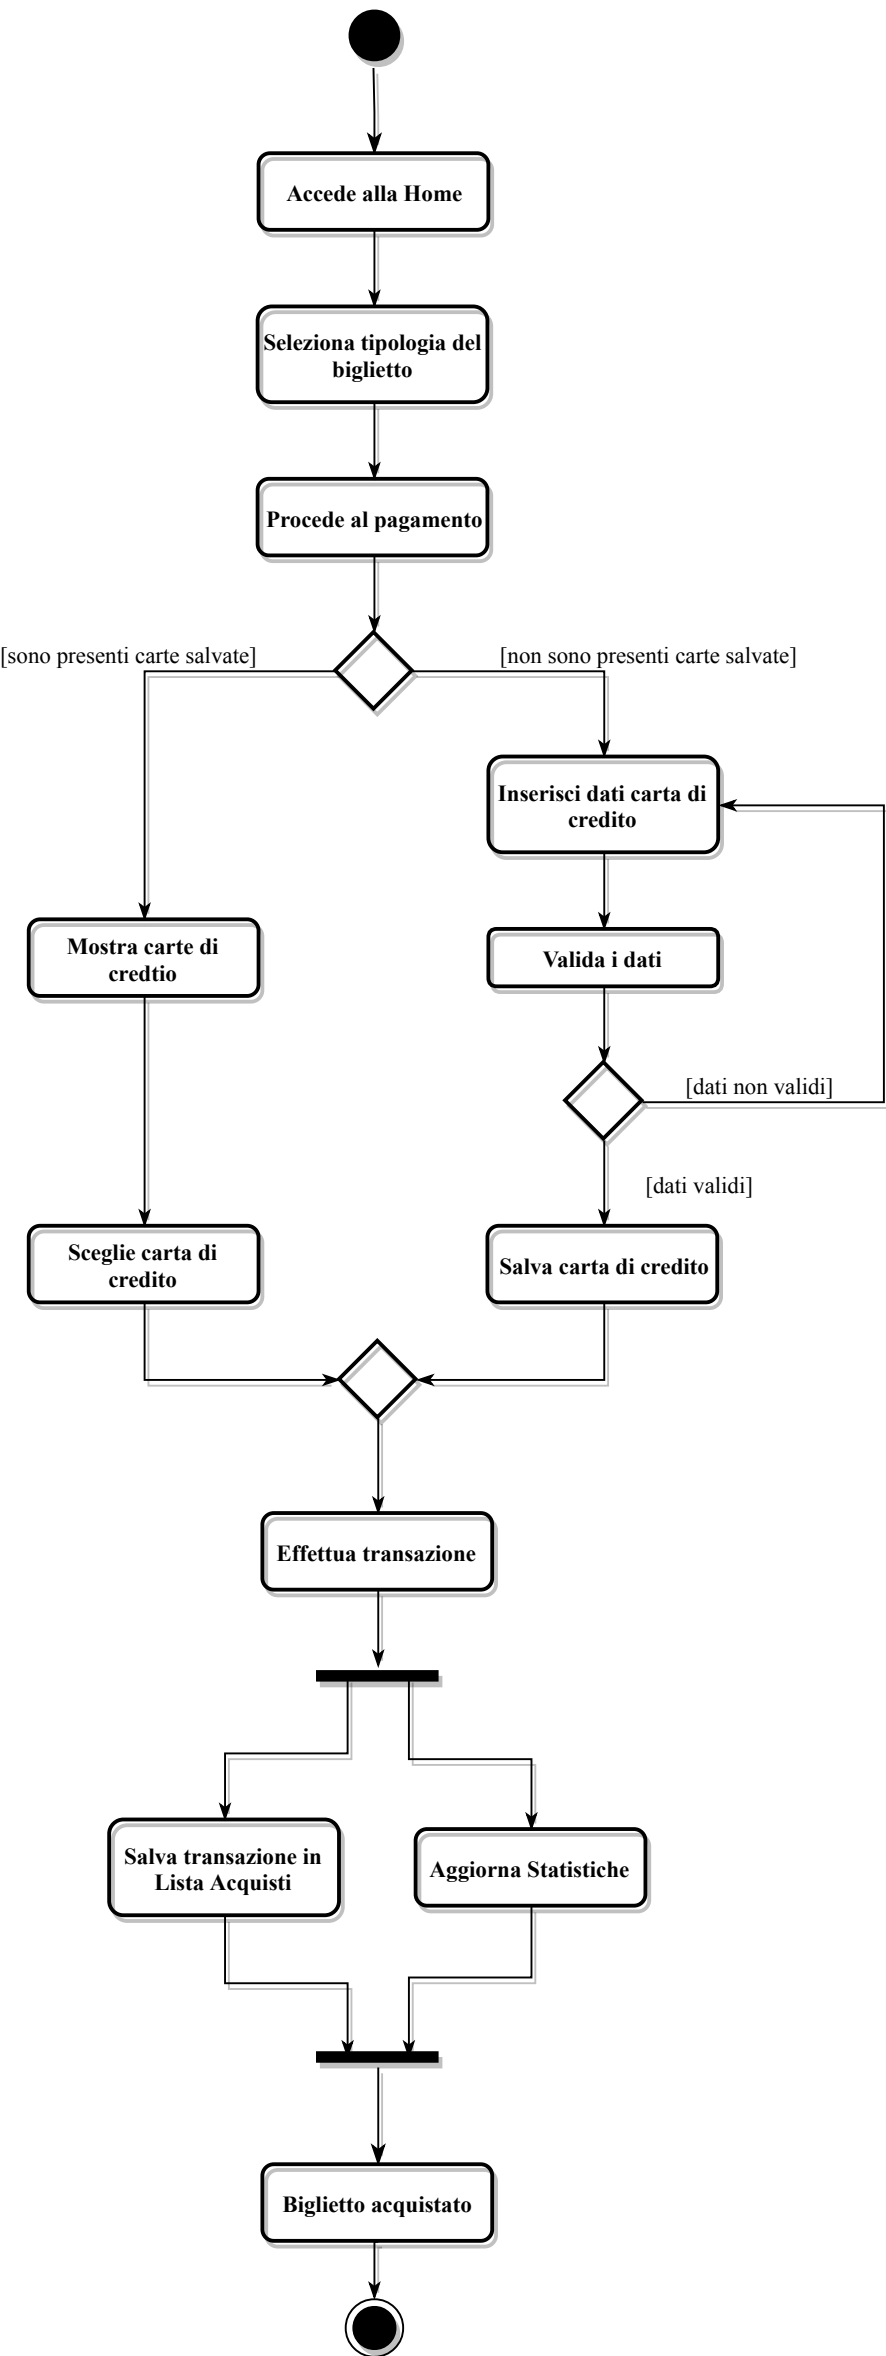 Accede alla Home
Seleziona tipologia del
biglietto
Procede al pagamento
[sono presenti carte salvate]
[non sono presenti carte salvate]
Inserisci dati carta di
credito
Mostra carte di
credtio
Valida i dati
[dati non validi]
[dati validi]
Sceglie carta di
credito
Salva carta di credito
Effettua transazione
Salva transazione in
Lista Acquisti
Aggiorna Statistiche
Biglietto acquistato